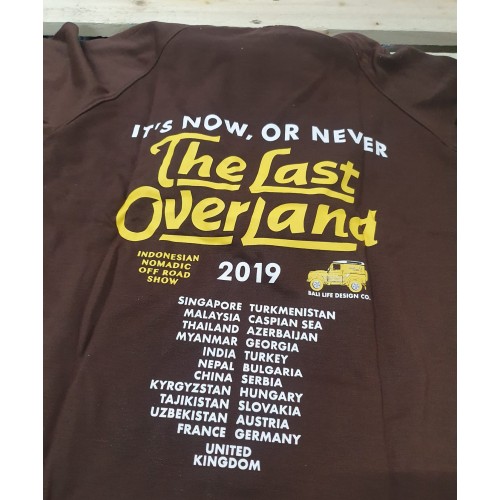 IT'S NOW, OR NEVER
The Last
Overland
INDONESIAN
NOMADIC
OFF ROAD
SHOW
2019
BALI LIFE DESIGN CO.
SINGAPORE TURKMENISTAN
MALAYSIA CASPIAN SEA
THAILAND AZERBAIJAN
MYANMAR GEORGIA
INDIA TURKEY
NEPAL BULGARIA
CHINA SERBIA
KYRGYZSTAN HUNGARY
TAJIKISTAN SLOVAKIA
UZBEKISTAN AUSTRIA
FRANCE GERMANY
UNITED
KINGDOM